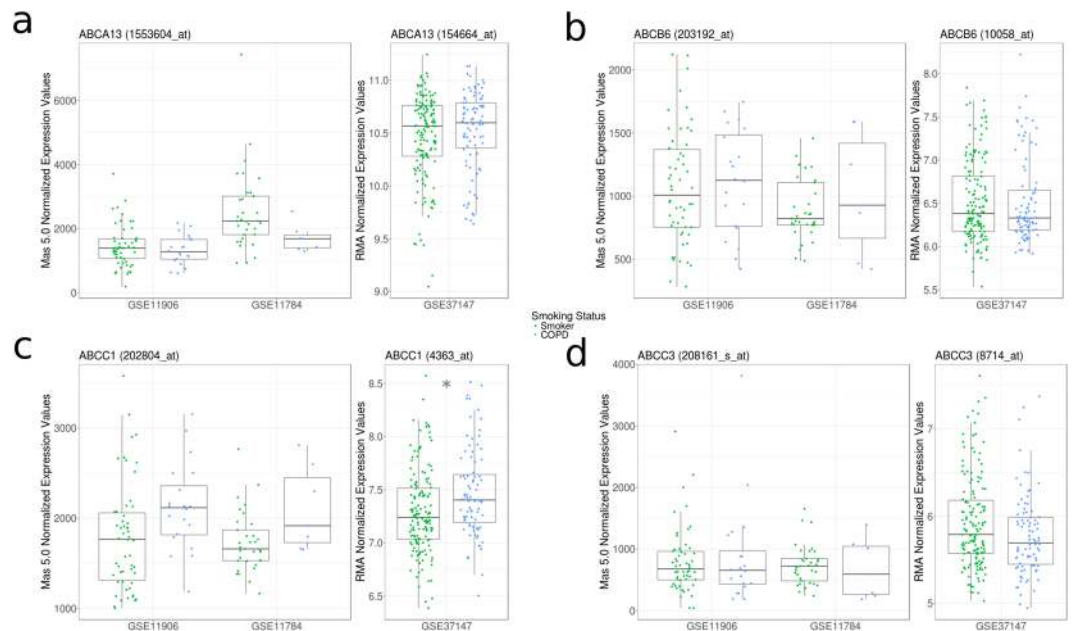 a
ABCA13 (1553604_at)
Mas 5.0 Normalized Expression Values
6000
4000
2000
0
GSE11906
GSE11784
ABCA13 (154664_at)
RMA Normalized Expression Values
11.0
10.5
10.0
9.5
9.0
GSE37147
b
ABCB6 (203192_at)
Mas 5.0 Normalized Expression Values
2000
1500
1000
500
GSE11906
GSE11784
ABCB6 (10058_at)
RMA Normalized Expression Values
8.0
7.5
7.0
6.5
6.0
5.5
GSE37147
Smoking Status
Smoker
COPD
c
ABCC1 (202804_at)
Mas 5.0 Normalized Expression Values
3000
2000
1000
GSE11906
GSE11784
ABCC1 (4363_at)
RMA Normalized Expression Values
8.5
8.0
7.5
7.0
6.5
*
GSE37147
d
ABCC3 (208161_s_at)
Mas 5.0 Normalized Expression Values
4000
3000
2000
1000
0
GSE11906
GSE11784
ABCC3 (8714_at)
RMA Normalized Expression Values
7
6
5
GSE37147